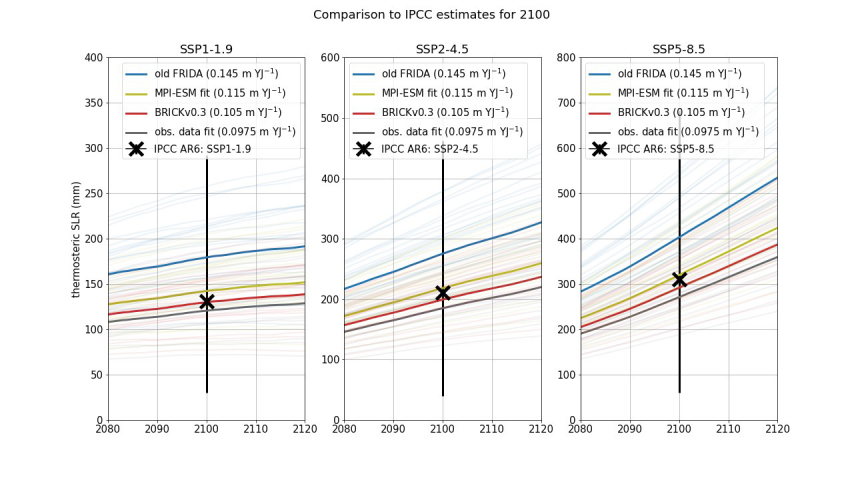 Comparison to IPCC estimates for 2100
SSP1-1.9
SSP2-4.5
SSP5-8.5
old FRIDA (0.145 m YJ⁻¹)
MPI-ESM fit (0.115 m YJ⁻¹)
BRICKv0.3 (0.105 m YJ⁻¹)
obs. data fit (0.0975 m YJ⁻¹)
IPCC AR6: SSP1-1.9
old FRIDA (0.145 m YJ⁻¹)
MPI-ESM fit (0.115 m YJ⁻¹)
BRICKv0.3 (0.105 m YJ⁻¹)
obs. data fit (0.0975 m YJ⁻¹)
IPCC AR6: SSP2-4.5
old FRIDA (0.145 m YJ⁻¹)
MPI-ESM fit (0.115 m YJ⁻¹)
BRICKv0.3 (0.105 m YJ⁻¹)
obs. data fit (0.0975 m YJ⁻¹)
IPCC AR6: SSP5-8.5
thermosteric SLR (mm)
400
350
300
250
200
150
100
50
0
2080 2090 2100 2110 2120
600
500
400
300
200
100
0
2080 2090 2100 2110 2120
800
700
600
500
400
300
200
100
0
2080 2090 2100 2110 2120